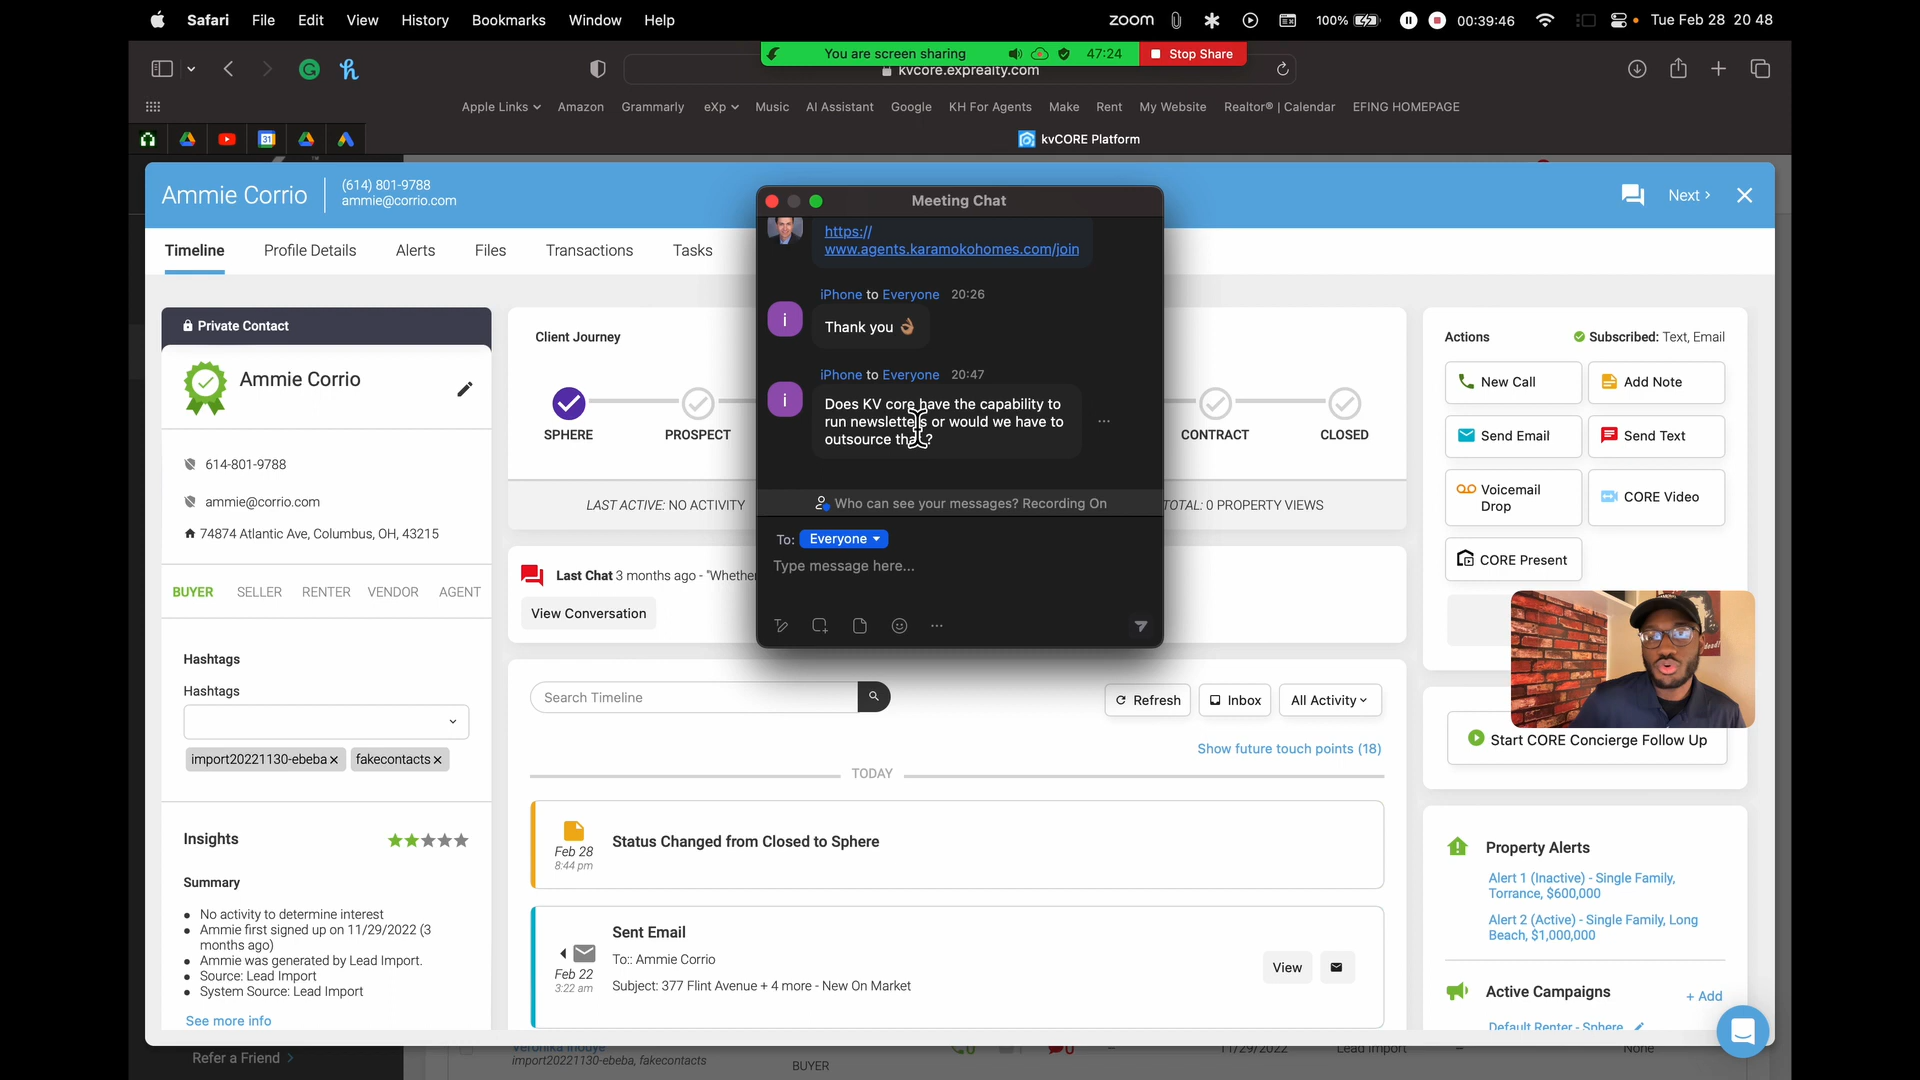 Safari File Edit View History Bookmarks Window Help
zoom 100% 00:39:46 Tue Feb 28 20 48
You are screen sharing 47:24 Stop Share
kvcore.exprealty.com
Apple Links Amazon Grammarly eXp Music AI Assistant Google KH For Agents Make Rent My Website Realtor® | Calendar EFING HOMEPAGE
31
kvCORE Platform
Ammie Corrio
(614) 801-9788
ammie@corrio.com
Next >
Timeline Profile Details Alerts Files Transactions Tasks
Private Contact
Ammie Corrio
614-801-9788
ammie@corrio.com
74874 Atlantic Ave, Columbus, OH, 43215
BUYER SELLER RENTER VENDOR AGENT
Hashtags
Hashtags
import20221130-ebeba × fakecontacts ×
Insights
Summary
No activity to determine interest
Ammie first signed up on 11/29/2022 (3
months ago)
Ammie was generated by Lead Import.
Source: Lead Import
System Source: Lead Import
See more info
Refer a Friend >
Client Journey
SPHERE PROSPECT CONTRACT CLOSED
LAST ACTIVE: NO ACTIVITY
TOTAL: 0 PROPERTY VIEWS
Last Chat 3 months ago - "Whether
View Conversation
Meeting Chat
https://
www.agents.karamokohomes.com/join
iPhone to Everyone 20:26
i
Thank you 👌🏽
iPhone to Everyone 20:47
i
Does KV core have the capability to
run newsletters or would we have to
outsource that?
Who can see your messages? Recording On
To: Everyone
Type message here...
Search Timeline
Refresh Inbox All Activity
Show future touch points (18)
TODAY
Feb 28
8:44 pm
Status Changed from Closed to Sphere
Sent Email
To:: Ammie Corrio
Feb 22
3:22 am
Subject: 377 Flint Avenue + 4 more - New On Market
View
Actions
Subscribed: Text, Email
New Call Add Note
Send Email Send Text
Voicemail
Drop
CORE Video
CORE Present
Start CORE Concierge Follow Up
Property Alerts
Alert 1 (Inactive) - Single Family,
Torrance, $600,000
Alert 2 (Active) - Single Family, Long
Beach, $1,000,000
Active Campaigns + Add
Default Renter - Sphere
Veronika Inouye
import20221130-ebeba, fakecontacts
BUYER
11/29/2022
Lead Import
None